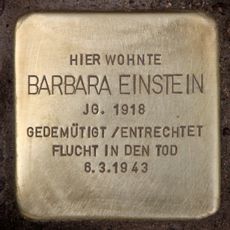 HIER WOHNTE
BARBARA EINSTEIN
JG. 1918
GEDEMÜTIGT / ENTRECHTET
FLUCHT IN DEN TOD
6.3.1943